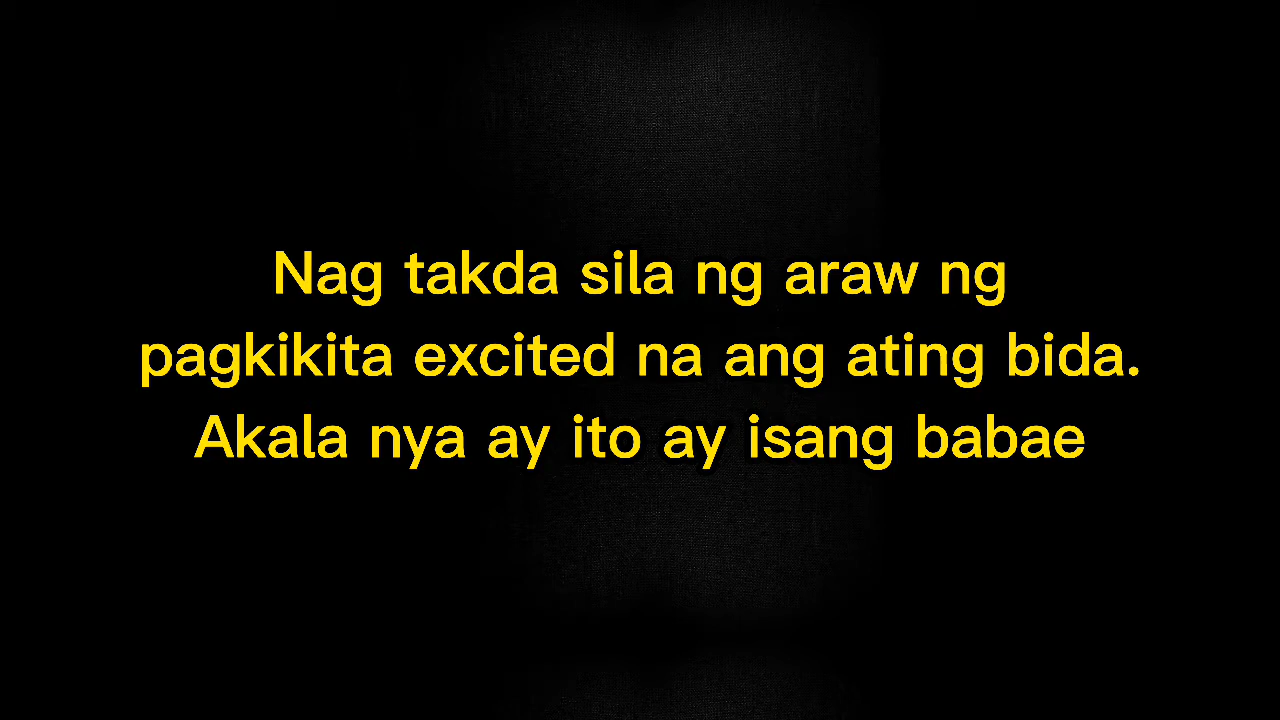 Nag takda sila ng araw ng
pagkikita excited na ang ating bida.
Akala nya ay ito ay isang babae